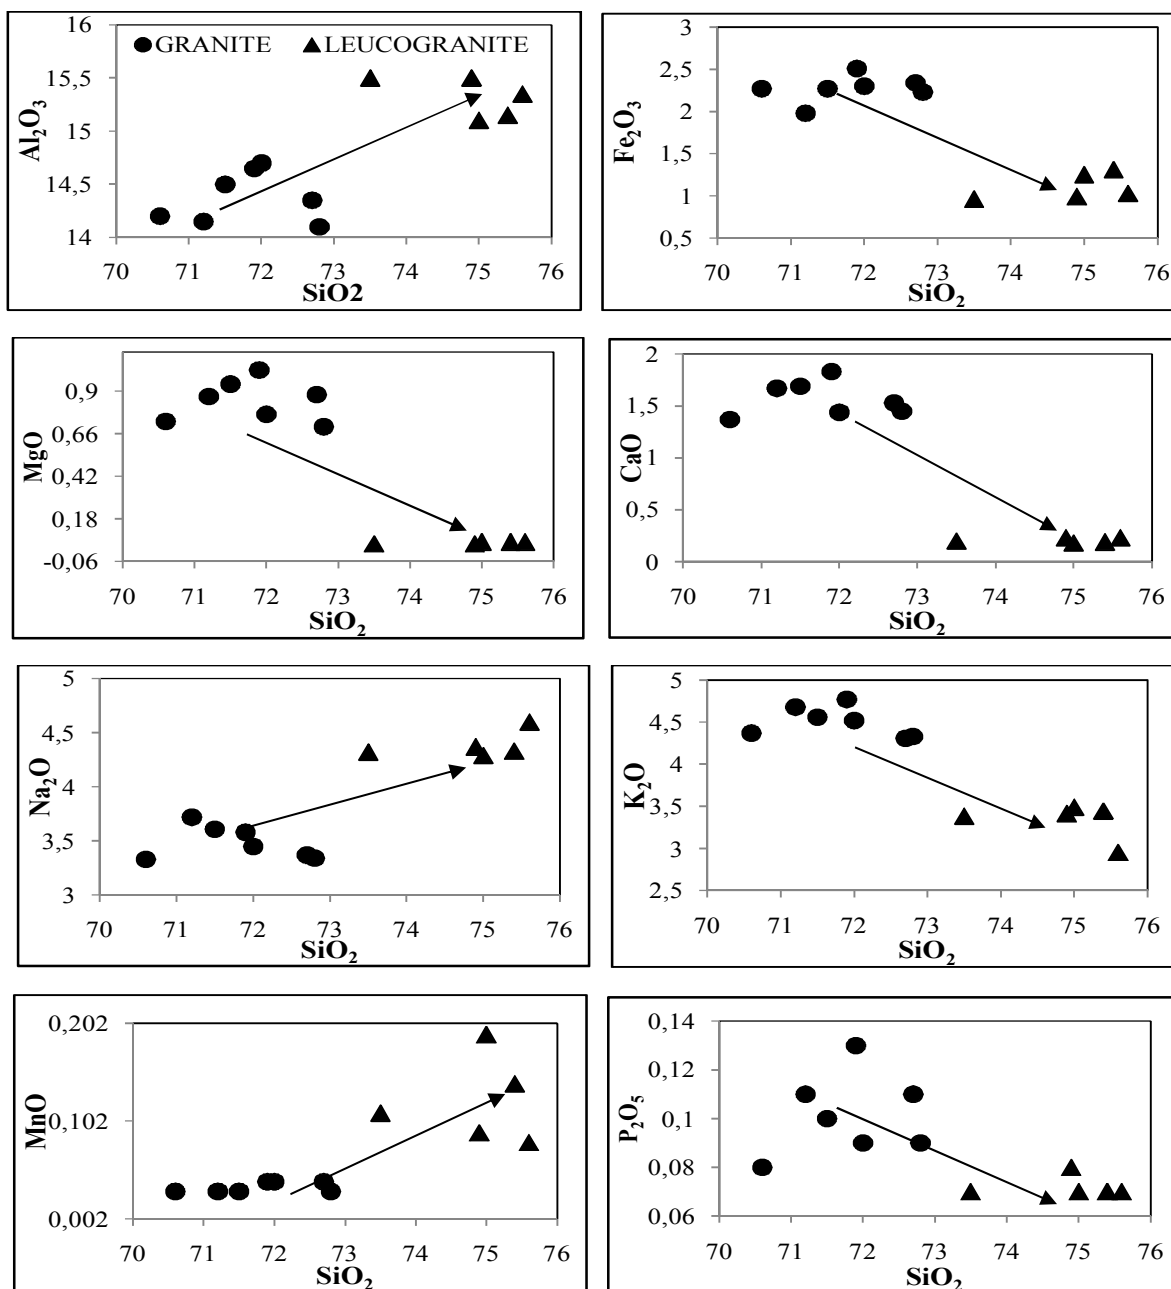 16
GRANITE LEUCOGRANITE
15,5
15
14,5
14
Al₂O₃
70 71 72 73 74 75 76
SiO2
3
2,5
2
1,5
1
0,5
Fe₂O₃
70 71 72 73 74 75 76
SiO₂
0,9
0,66
0,42
0,18
-0,06
MgO
70 71 72 73 74 75 76
SiO₂
2
1,5
1
0,5
0
CaO
70 71 72 73 74 75 76
SiO₂
5
4,5
4
3,5
3
Na₂O
70 71 72 73 74 75 76
SiO₂
5
4,5
4
3,5
3
2,5
K₂O
70 71 72 73 74 75 76
SiO₂
0,202
0,102
0,002
MnO
70 71 72 73 74 75 76
SiO₂
0,14
0,12
0,1
0,08
0,06
P₂O₅
70 71 72 73 74 75 76
SiO₂